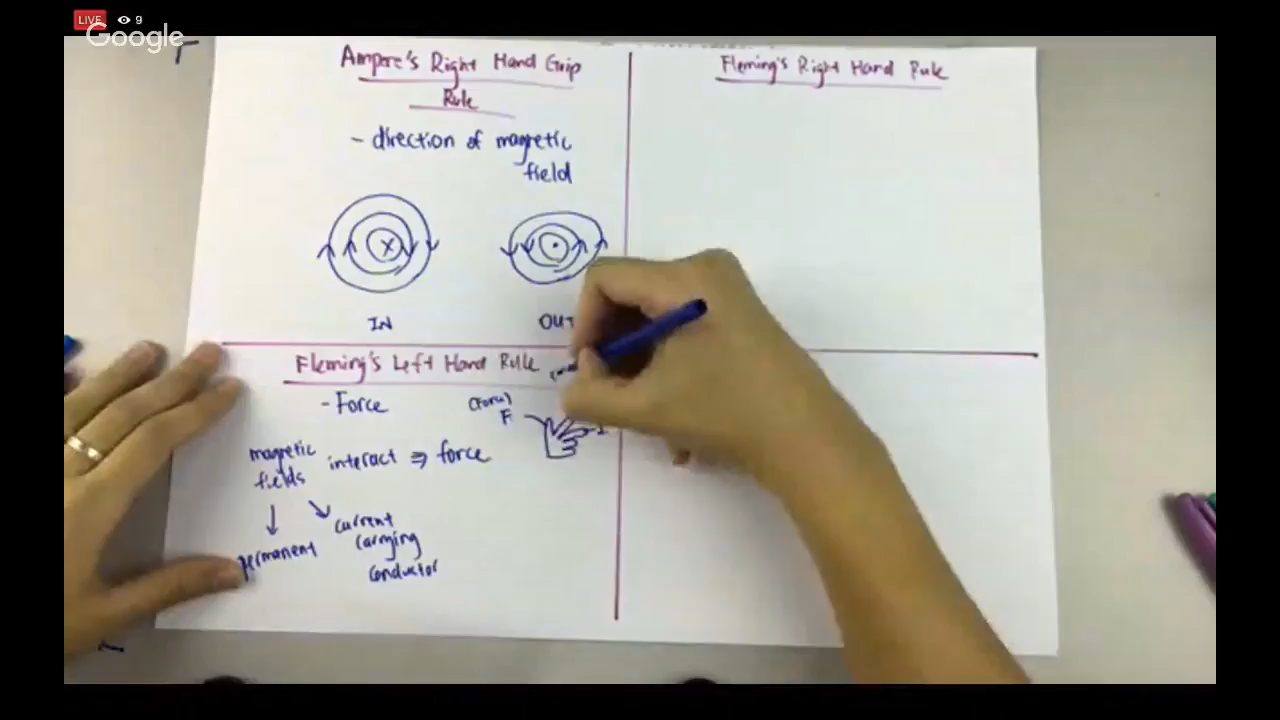 LIVE 9
Google
Ampere's Right Hand Grip
Rule
- direction of magnetic
field
X
IN
OUT
Fleming's Right Hand Rule
Fleming's Left Hand Rule
- Force
(Force)
F
I
magnetic
fields
interact ⇒ force
permanent
current
carrying
conductor